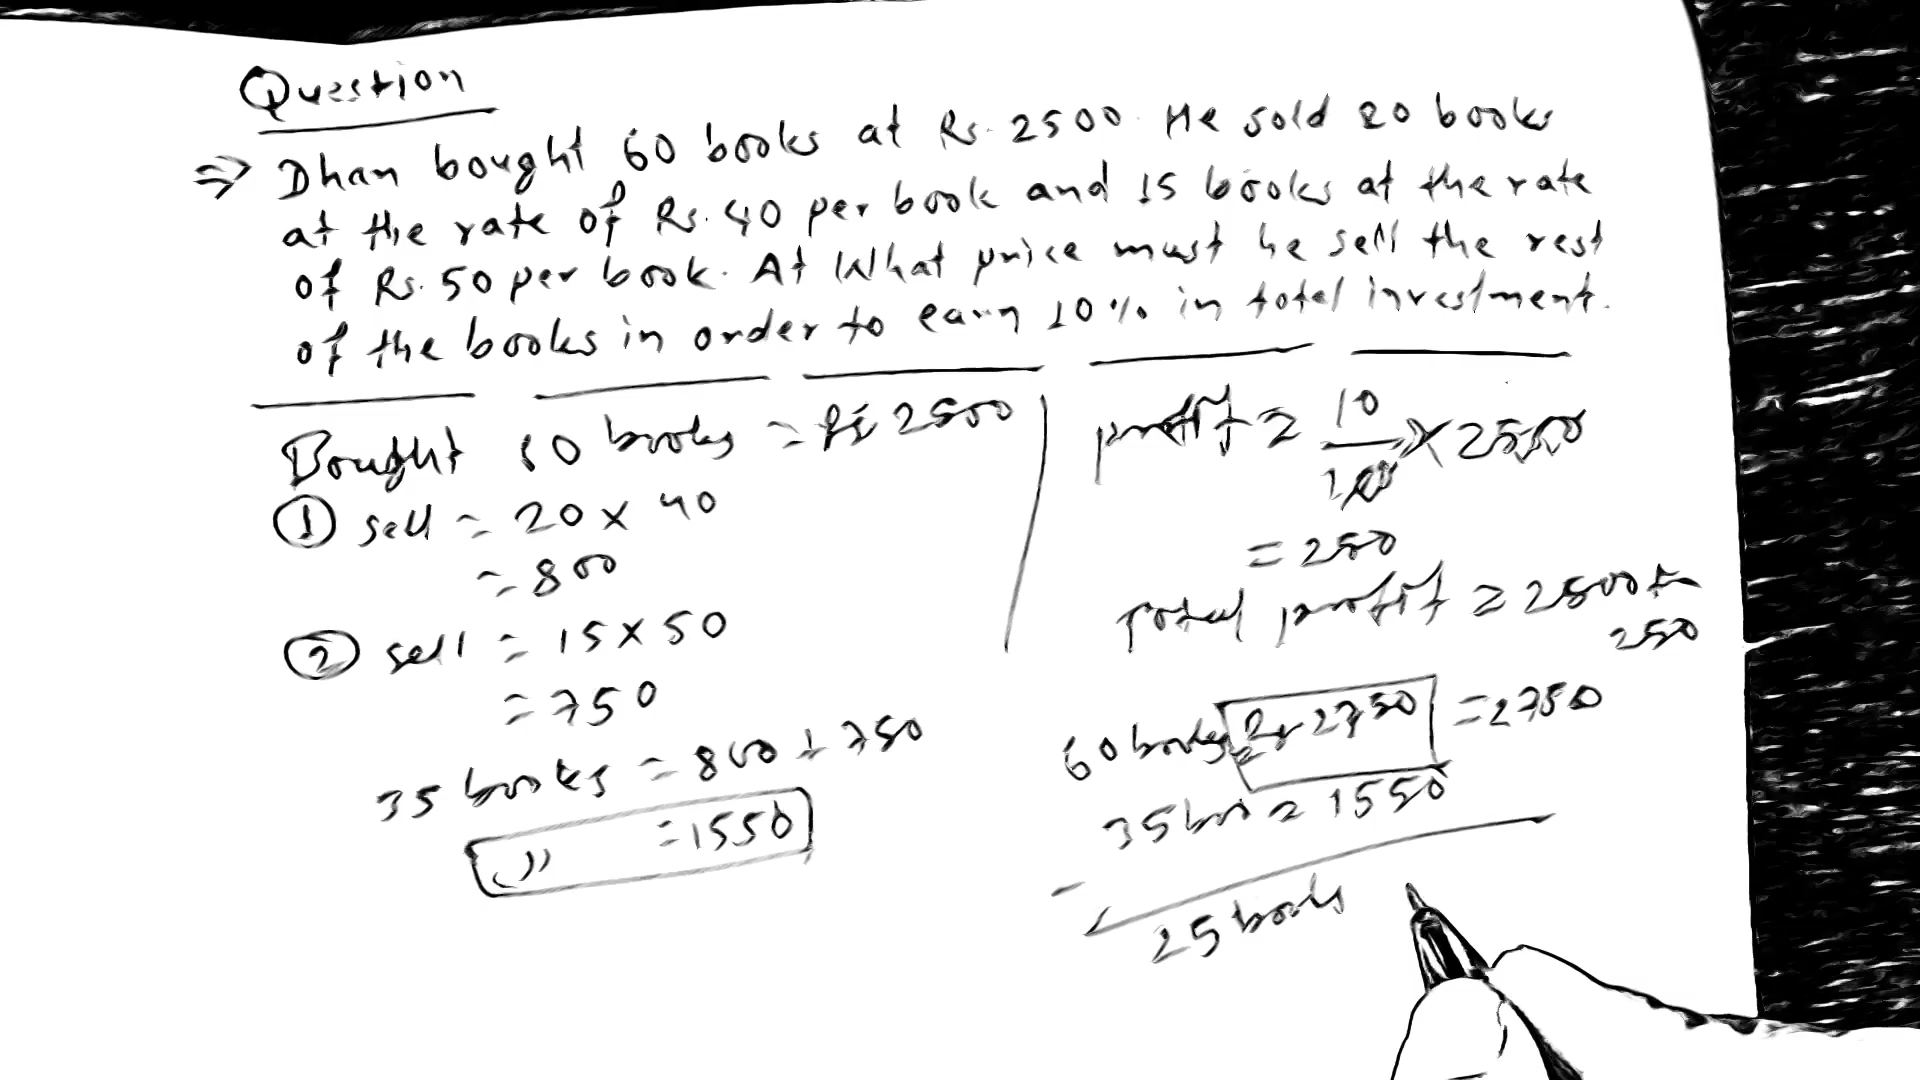 Question
⇒ Dhan bought 60 books at Rs. 2500. He sold 20 books
at the rate of Rs. 40 per book and 15 books at the rate
of Rs. 50 per book. At What price must he sell the rest
of the books in order to earn 10% in total investment.
Bought 60 books = Rs 2500
① sell = 20 x 40
= 800
② sell = 15 x 50
= 750
35 books = 800 + 750
" = 1550
profit = 10/100 x 2500
= 250
Total profit = 2500 +
250
60 books = Rs 2750 = 2750
35 boo = 1550
-
25 books